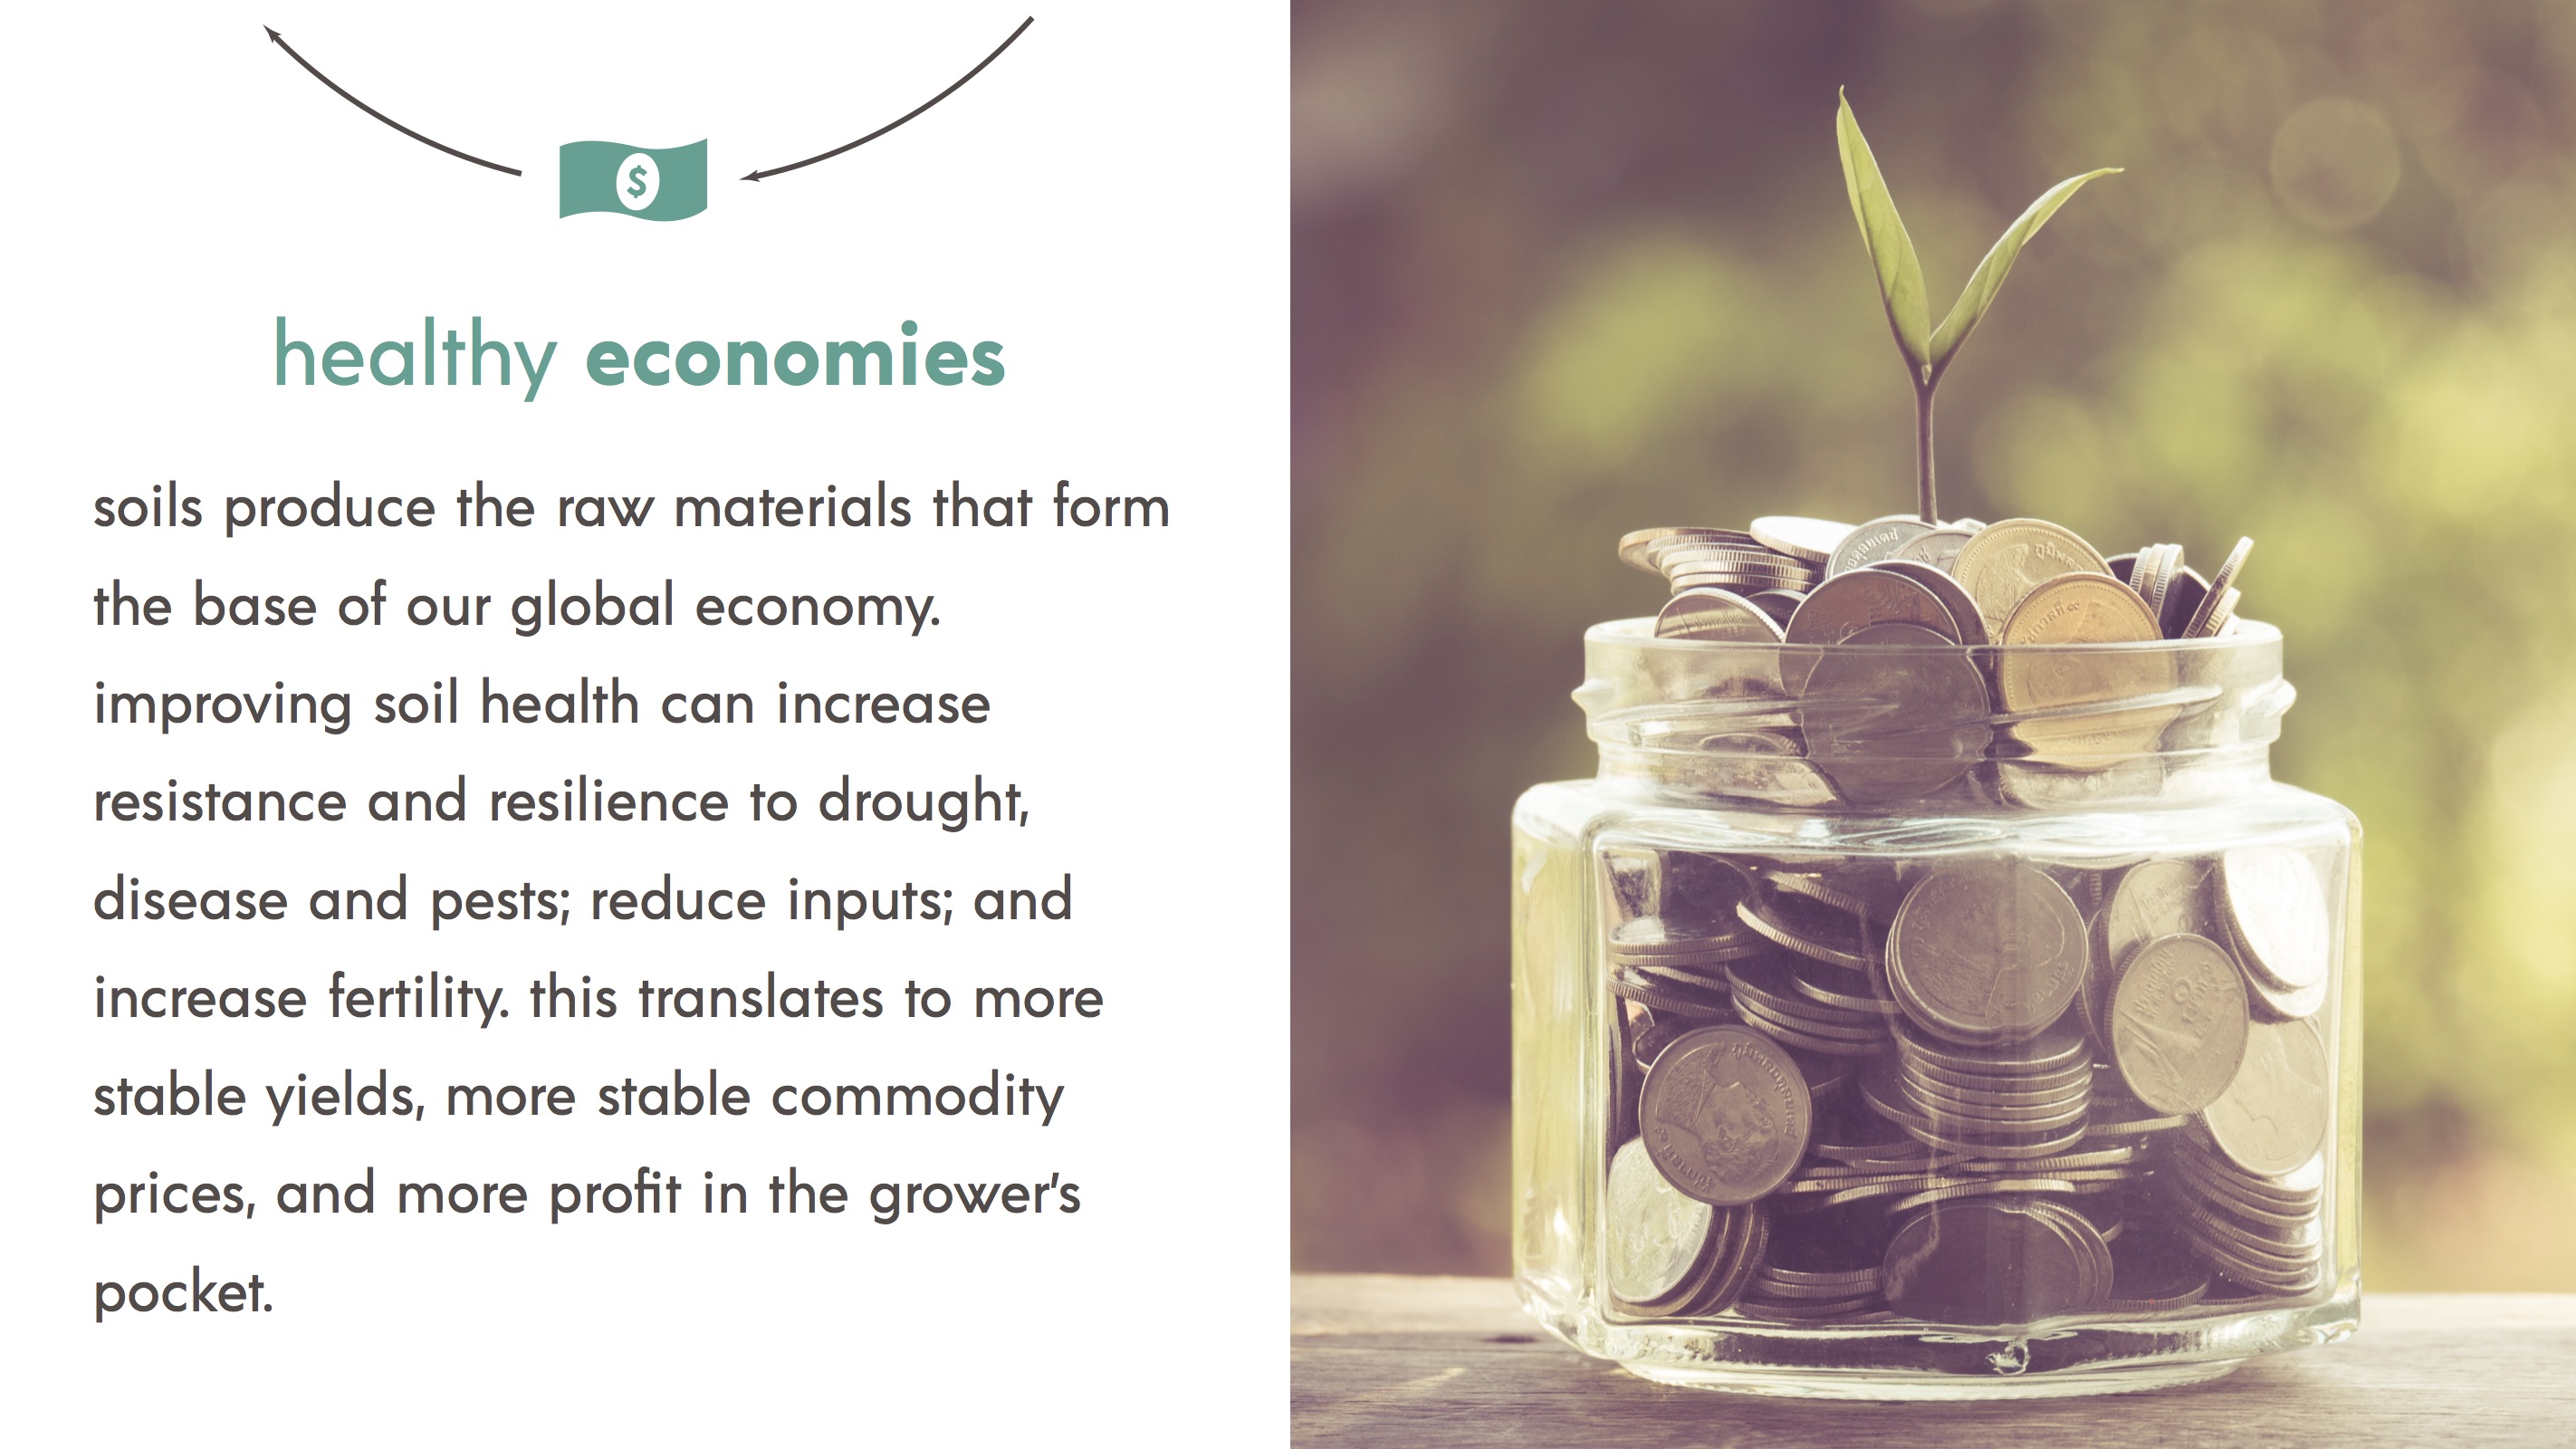 $
healthy economies
soils produce the raw materials that form
the base of our global economy.
improving soil health can increase
resistance and resilience to drought,
disease and pests; reduce inputs; and
increase fertility. this translates to more
stable yields, more stable commodity
prices, and more profit in the grower’s
pocket.